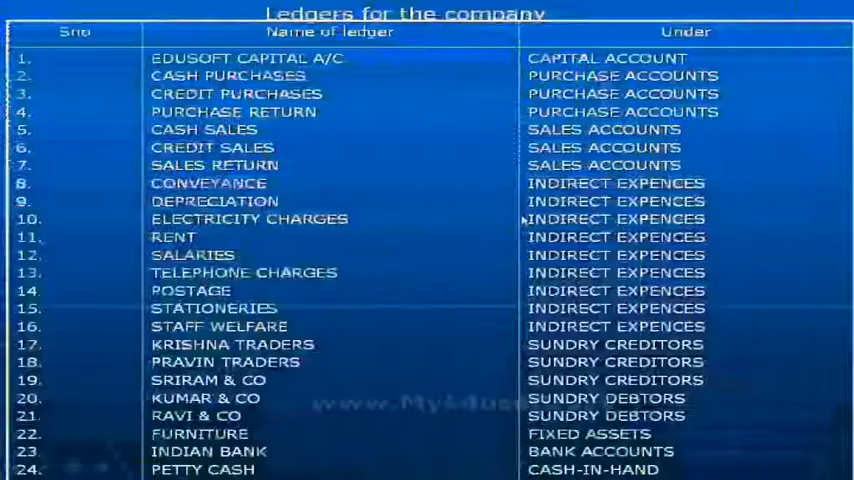 Ledgers for the company
Sno Name of ledger Under
1. EDUSOFT CAPITAL A/C CAPITAL ACCOUNT
2. CASH PURCHASES PURCHASE ACCOUNTS
3. CREDIT PURCHASES PURCHASE ACCOUNTS
4. PURCHASE RETURN PURCHASE ACCOUNTS
5. CASH SALES SALES ACCOUNTS
6. CREDIT SALES SALES ACCOUNTS
7. SALES RETURN SALES ACCOUNTS
8. CONVEYANCE INDIRECT EXPENCES
9. DEPRECIATION INDIRECT EXPENCES
10. ELECTRICITY CHARGES INDIRECT EXPENCES
11. RENT INDIRECT EXPENCES
12. SALARIES INDIRECT EXPENCES
13. TELEPHONE CHARGES INDIRECT EXPENCES
14. POSTAGE INDIRECT EXPENCES
15. STATIONERIES INDIRECT EXPENCES
16. STAFF WELFARE INDIRECT EXPENCES
17. KRISHNA TRADERS SUNDRY CREDITORS
18. PRAVIN TRADERS SUNDRY CREDITORS
19. SRIRAM & CO SUNDRY CREDITORS
20. KUMAR & CO SUNDRY DEBTORS
21. RAVI & CO SUNDRY DEBTORS
22. FURNITURE FIXED ASSETS
23. INDIAN BANK BANK ACCOUNTS
24. PETTY CASH CASH-IN-HAND